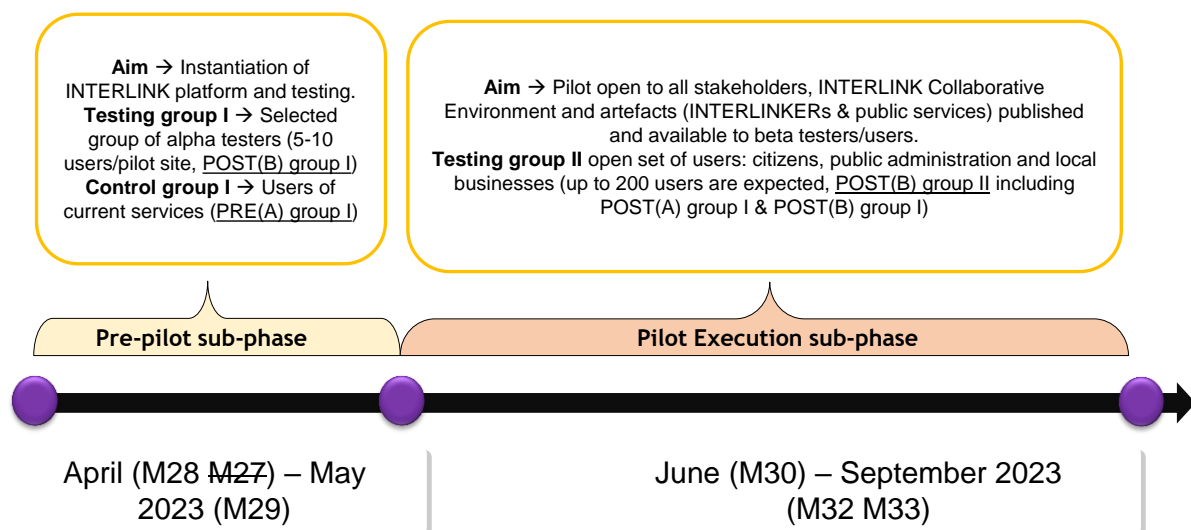 Aim → Instantiation of
INTERLINK platform and testing.
Testing group I → Selected
group of alpha testers (5-10
users/pilot site, POST(B) group I)
Control group I → Users of
current services (PRE(A) group I)
Aim → Pilot open to all stakeholders, INTERLINK Collaborative
Environment and artefacts (INTERLINKERs & public services) published
and available to beta testers/users.
Testing group II open set of users: citizens, public administration and local
businesses (up to 200 users are expected, POST(B) group II including
POST(A) group I & POST(B) group I)
Pre-pilot sub-phase
Pilot Execution sub-phase
April (M28 M27) – May
2023 (M29)
June (M30) – September 2023
(M32 M33)